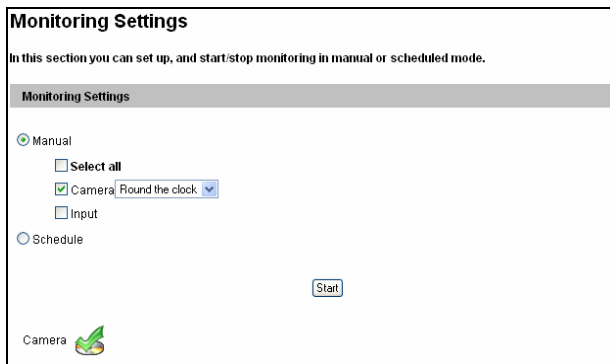 Monitoring Settings
In this section you can set up, and start/stop monitoring in manual or scheduled mode.
Monitoring Settings
Manual
Select all
Camera Round the clock
Input
Schedule
Start
Camera